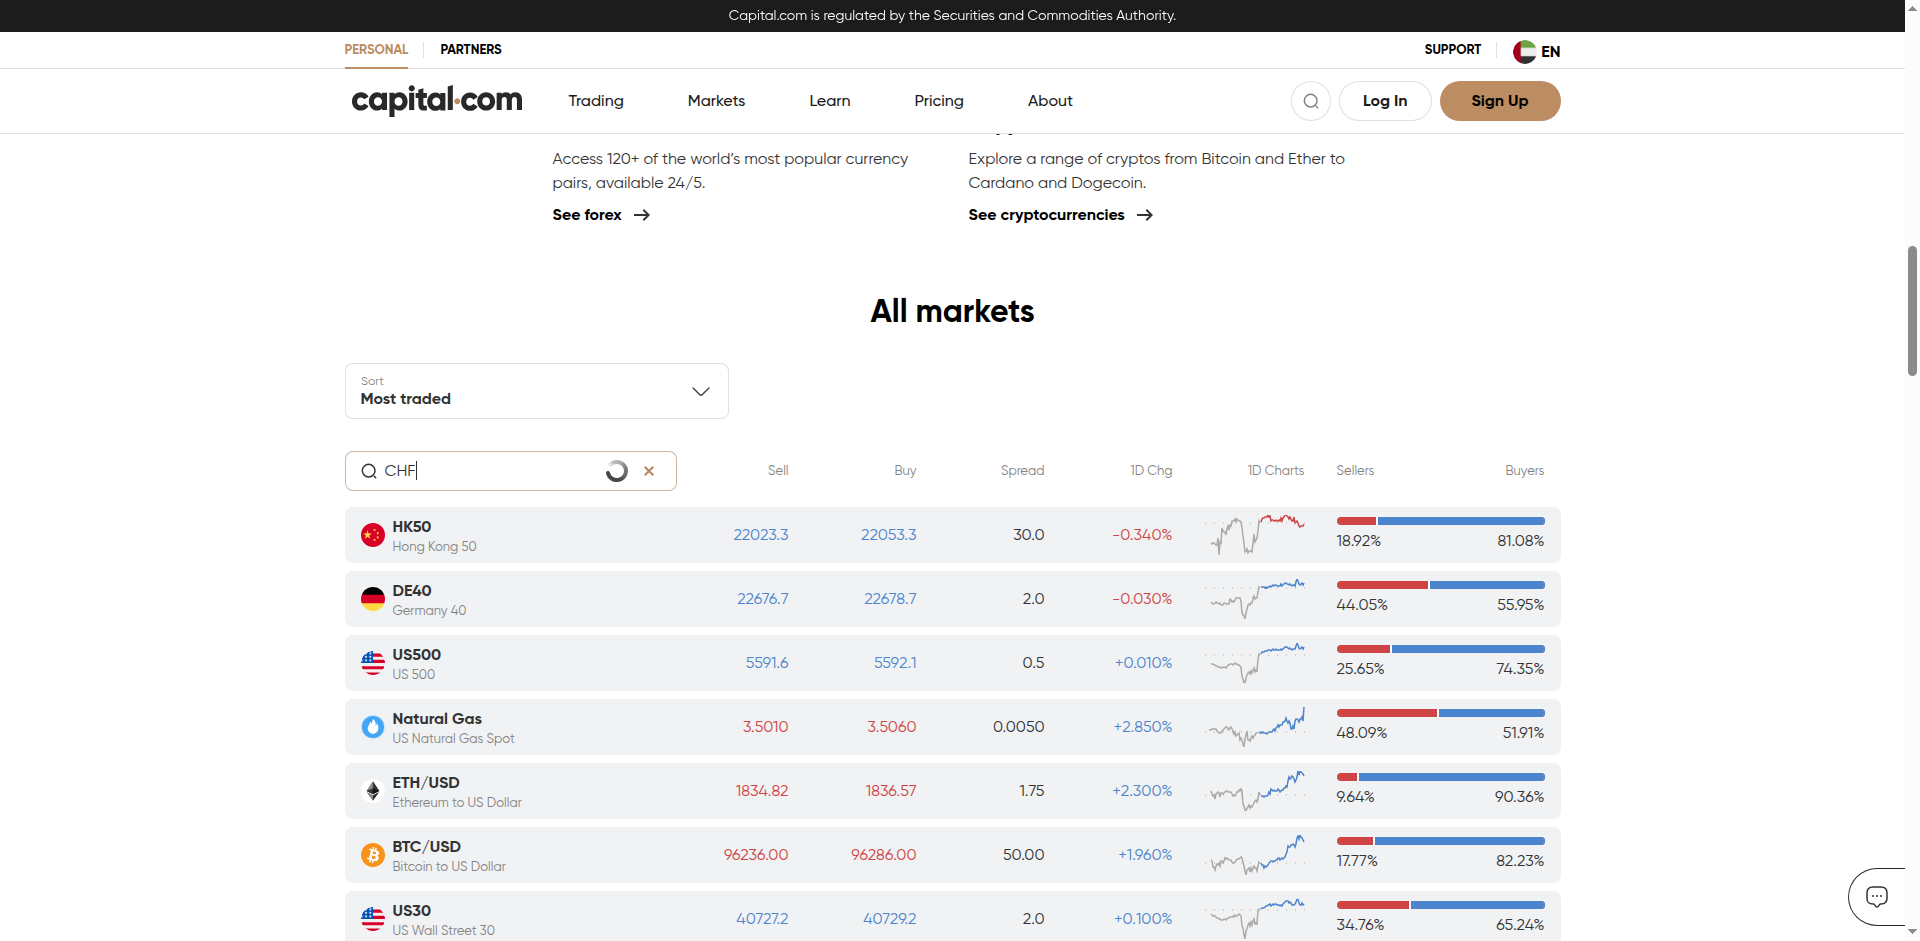 Capital.com is regulated by the Securities and Commodities Authority.
PERSONAL PARTNERS SUPPORT EN
capital.com Trading Markets Learn Pricing About Log In Sign Up
Access 120+ of the world's most popular currency
pairs, available 24/5.
See forex
Explore a range of cryptos from Bitcoin and Ether to
Cardano and Dogecoin.
See cryptocurrencies
All markets
Sort
Most traded
CHF Sell Buy Spread 1D Chg 1D Charts Sellers Buyers
HK50
Hong Kong 50
22023.3 22053.3 30.0 -0.340% 18.92% 81.08%
DE40
Germany 40
22676.7 22678.7 2.0 -0.030% 44.05% 55.95%
US500
US 500
5591.6 5592.1 0.5 +0.010% 25.65% 74.35%
Natural Gas
US Natural Gas Spot
3.5010 3.5060 0.0050 +2.850% 48.09% 51.91%
ETH/USD
Ethereum to US Dollar
1834.82 1836.57 1.75 +2.300% 9.64% 90.36%
BTC/USD
Bitcoin to US Dollar
96236.00 96286.00 50.00 +1.960% 17.77% 82.23%
US30
US Wall Street 30
40727.2 40729.2 2.0 +0.100% 34.76% 65.24%